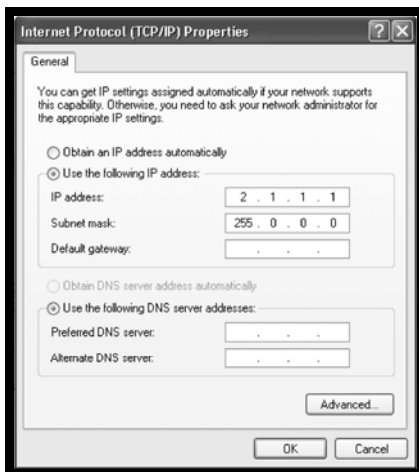 Internet Protocol (TCP/IP) Properties
General
You can get IP settings assigned automatically if your network supports
this capability. Otherwise, you need to ask your network administrator for
the appropriate IP settings.
Obtain an IP address automatically
Use the following IP address:
IP address: 2 . 1 . 1 . 1
Subnet mask: 255 . 0 . 0 . 0
Default gateway: . . .
Obtain DNS server address automatically
Use the following DNS server addresses:
Preferred DNS server: . . .
Alternate DNS server: . . .
Advanced...
OK Cancel